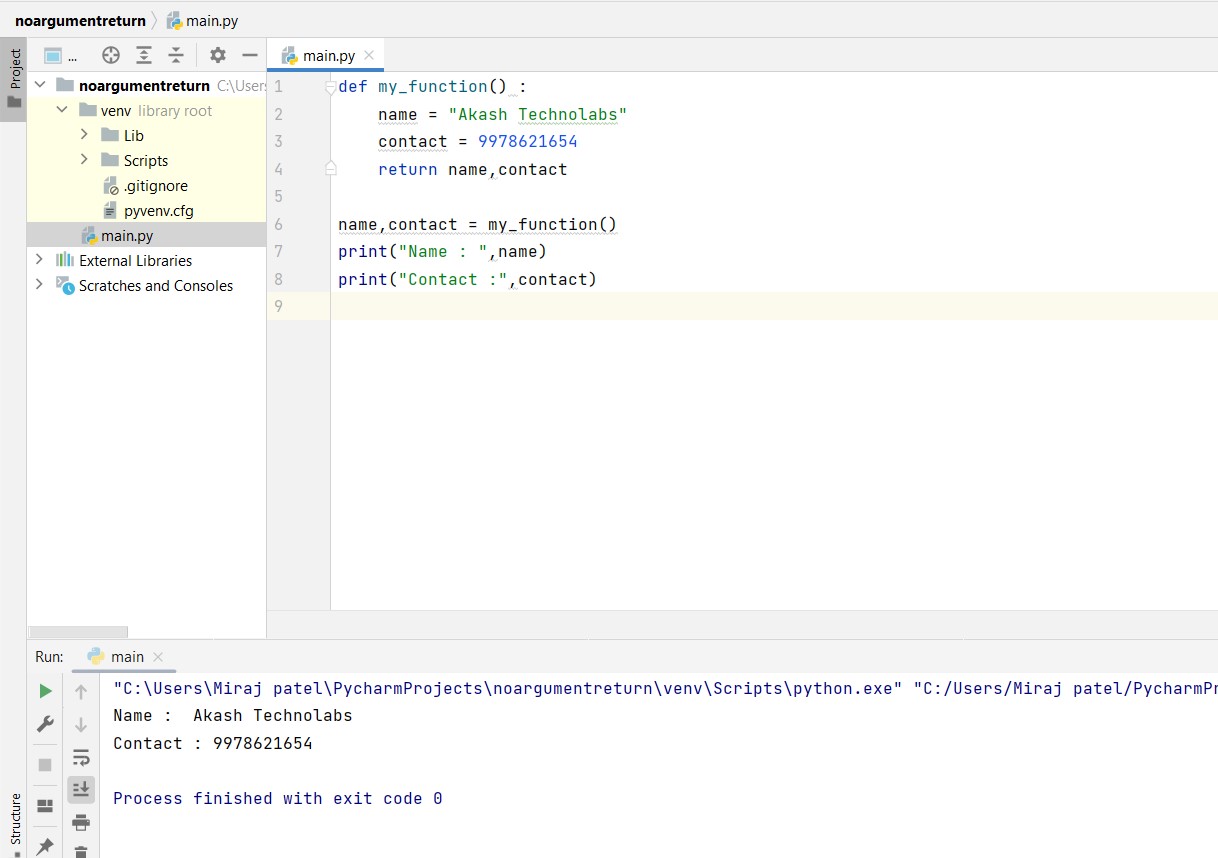 noargumentreturn main.py
Project
...
main.py
noargumentreturn C:\Users
venv library root
Lib
Scripts
.gitignore
pyvenv.cfg
main.py
External Libraries
Scratches and Consoles
1 def my_function() :
2     name = "Akash Technolabs"
3     contact = 9978621654
4     return name,contact
5
6 name,contact = my_function()
7 print("Name : ",name)
8 print("Contact :",contact)
9
Run: main
"C:\Users\Miraj patel\PycharmProjects\noargumentreturn\venv\Scripts\python.exe" "C:/Users/Miraj patel/PycharmPr
Name :  Akash Technolabs
Contact : 9978621654
Process finished with exit code 0
Structure